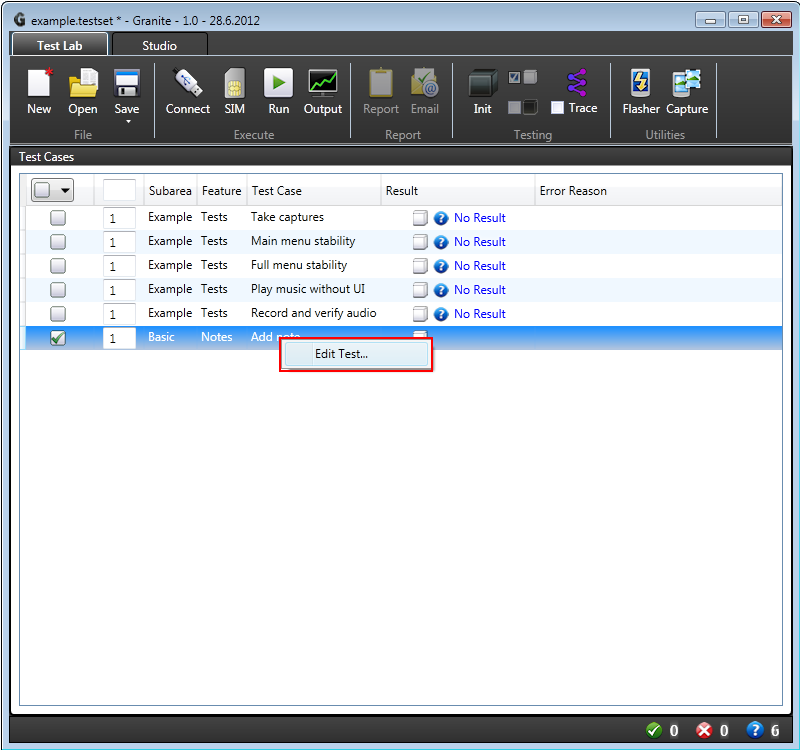 example.testset * - Granite - 1.0 - 28.6.2012
Test Lab Studio
New Open Save Connect SIM Run Output Report Email Init Trace Flasher Capture
File Execute Report Testing Utilities
Test Cases
Subarea Feature Test Case Result Error Reason
1 Example Tests Take captures No Result
1 Example Tests Main menu stability No Result
1 Example Tests Full menu stability No Result
1 Example Tests Play music without UI No Result
1 Example Tests Record and verify audio No Result
1 Basic Notes Add note
Edit Test...
0 0 6